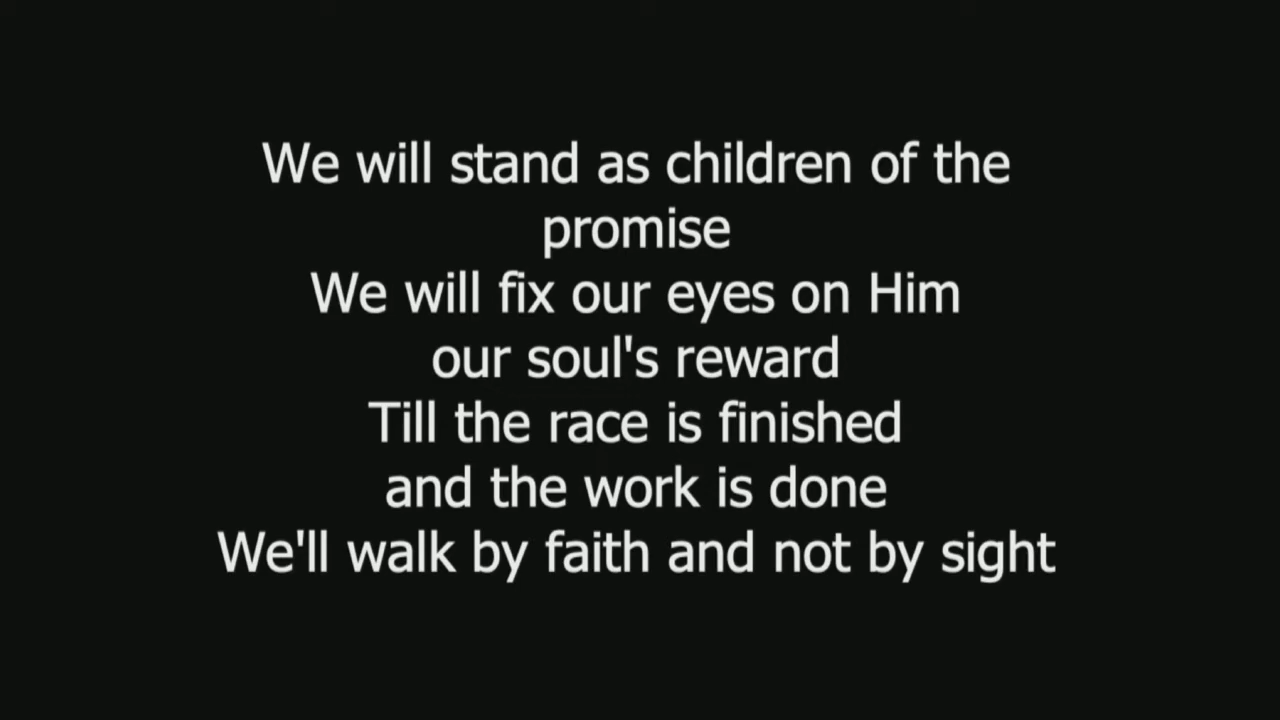 We will stand as children of the
promise
We will fix our eyes on Him
our soul's reward
Till the race is finished
and the work is done
We'll walk by faith and not by sight